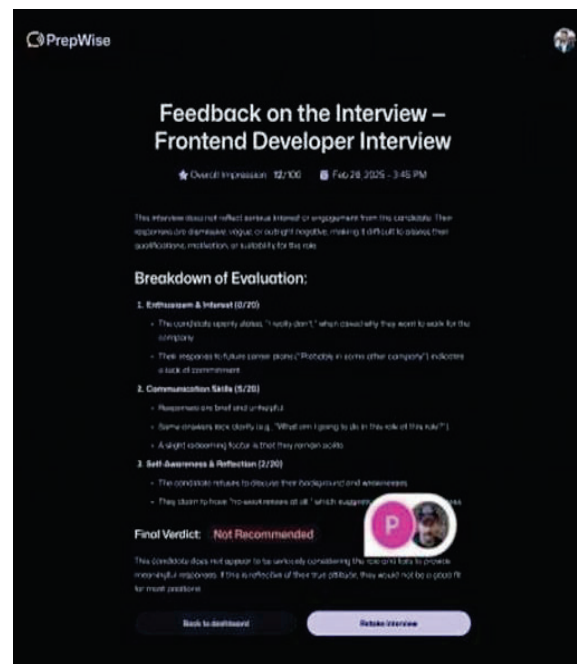 PrepWise
Feedback on the Interview —
Frontend Developer Interview
Overall Impression 12/100 Feb 28, 2025 - 3:45 PM
This interview does not reflect serious interest or engagement from the candidate. Their
responses are dismissive, vague, or outright negative, making it difficult to assess their
qualifications, motivation, or suitability for the role.
Breakdown of Evaluation:
1. Enthusiasm & Interest (0/20)
The candidate openly states, "I really don't," when asked why they want to work for the
company
Their response to future career plans ("Probably in some other company") indicates
a lack of commitment
2. Communication Skills (5/20)
Responses are brief and unhelpful
Some answers lack clarity (e.g. "What am I going to do in this role of this role?")
A slight redeeming factor is that they remain polite
3. Self-Awareness & Reflection (2/20)
The candidate refuses to discuss their background and weaknesses
They claim to have "no weaknesses at all," which
P
Final Verdict: Not Recommended
This candidate does not appear to be seriously considering the role and fails to provide
meaningful responses. If this is reflective of their true attitude, they would not be a good fit
for most positions
Back to dashboard
Retake interview